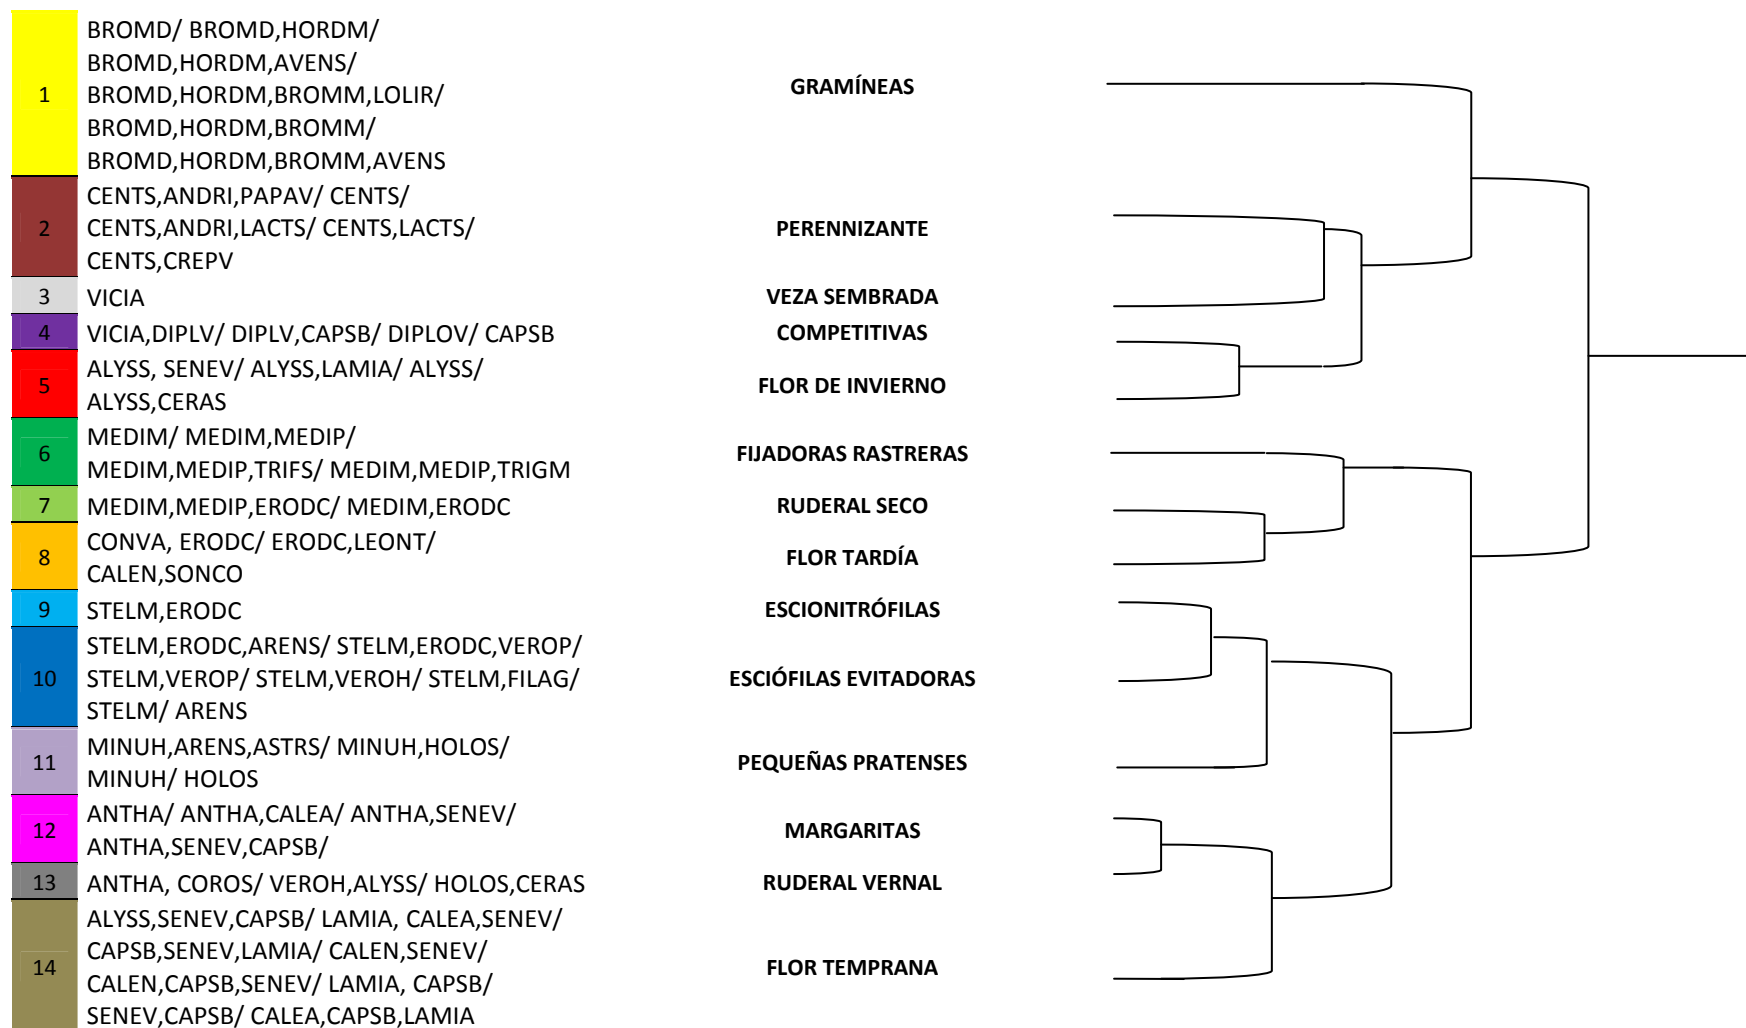 1
BROMD/ BROMD,HORDM/
BROMD,HORDM,AVENS/
BROMD,HORDM,BROMM,LOLIR/
BROMD,HORDM,BROMM/
BROMD,HORDM,BROMM,AVENS
GRAMÍNEAS
2
CENTS,ANDRI,PAPAV/ CENTS/
CENTS,ANDRI,LACTS/ CENTS,LACTS/
CENTS,CREPV
PERENNIZANTE
3
VICIA
VEZA SEMBRADA
4
VICIA,DIPLV/ DIPLV,CAPSB/ DIPLOV/ CAPSB
COMPETITIVAS
5
ALYSS, SENEV/ ALYSS,LAMIA/ ALYSS/
ALYSS,CERAS
FLOR DE INVIERNO
6
MEDIM/ MEDIM,MEDIP/
MEDIM,MEDIP,TRIFS/ MEDIM,MEDIP,TRIGM
FIJADORAS RASTRERAS
7
MEDIM,MEDIP,ERODC/ MEDIM,ERODC
RUDERAL SECO
8
CONVA, ERODC/ ERODC,LEONT/
CALEN,SONCO
FLOR TARDÍA
9
STELM,ERODC
ESCIONITRÓFILAS
10
STELM,ERODC,ARENS/ STELM,ERODC,VEROP/
STELM,VEROP/ STELM,VEROH/ STELM,FILAG/
STELM/ ARENS
ESCIÓFILAS EVITADORAS
11
MINUH,ARENS,ASTRS/ MINUH,HOLOS/
MINUH/ HOLOS
PEQUEÑAS PRATENSES
12
ANTHA/ ANTHA,CALEA/ ANTHA,SENEV/
ANTHA,SENEV,CAPSB/
MARGARITAS
13
ANTHA, COROS/ VEROH,ALYSS/ HOLOS,CERAS
RUDERAL VERNAL
14
ALYSS,SENEV,CAPSB/ LAMIA, CALEA,SENEV/
CAPSB,SENEV,LAMIA/ CALEN,SENEV/
CALEN,CAPSB,SENEV/ LAMIA, CAPSB/
SENEV,CAPSB/ CALEA,CAPSB,LAMIA
FLOR TEMPRANA